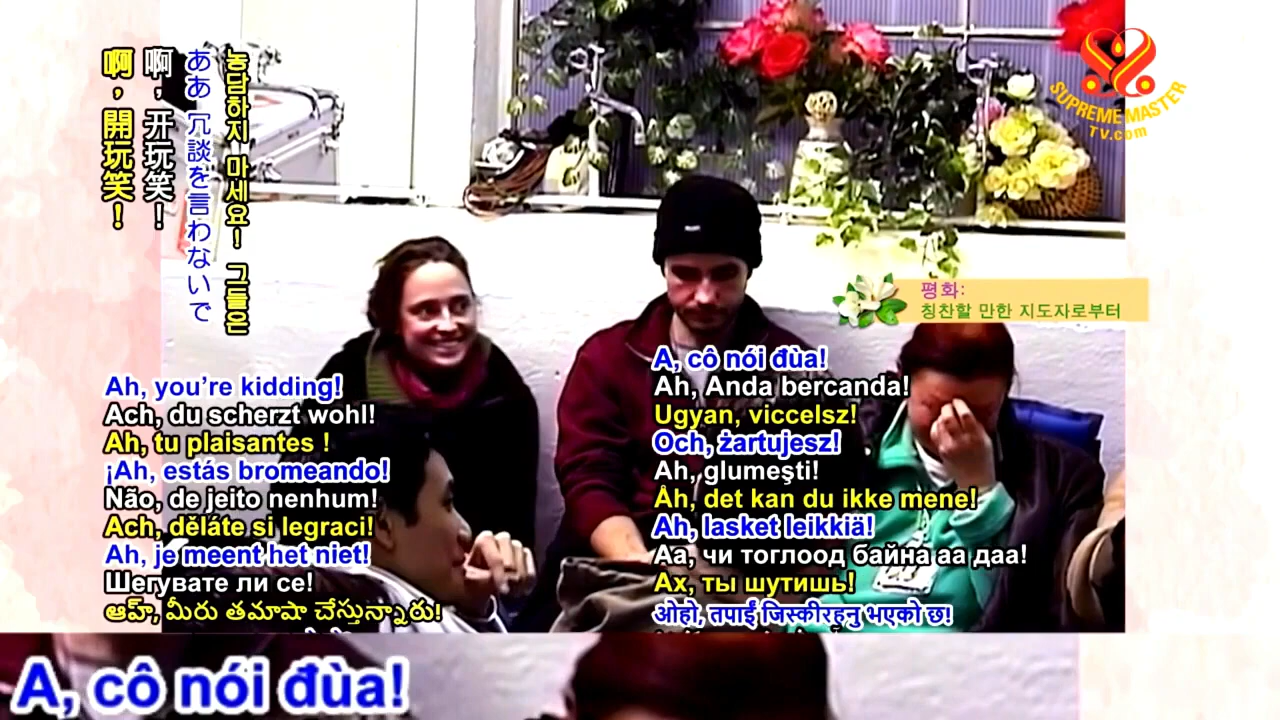 농담하지 마세요! 그들은
ああ 冗談を言わないで
啊，开玩笑！
啊，開玩笑！
SUPREME MASTER
TV.com
평화:
칭찬할 만한 지도자로부터
Ah, you’re kidding!
Ach, du scherzt wohl!
Ah, tu plaisantes !
¡Ah, estás bromeando!
Não, de jeito nenhum!
Ach, děláte si legraci!
Ah, je meent het niet!
Шегувате ли се!
ఆహ్, మీరు తమాషా చేస్తున్నారు!
A, cô nói đùa!
Ah, Anda bercanda!
Ugyan, viccelsz!
Och, żartujesz!
Ah, glumeşti!
Åh, det kan du ikke mene!
Ah, lasket leikkiä!
Аа, чи тоглоод байна аа даа!
Ах, ты шутишь!
ओहो, तपाईं जिस्कीरहनु भएको छ!
A, cô nói đùa!